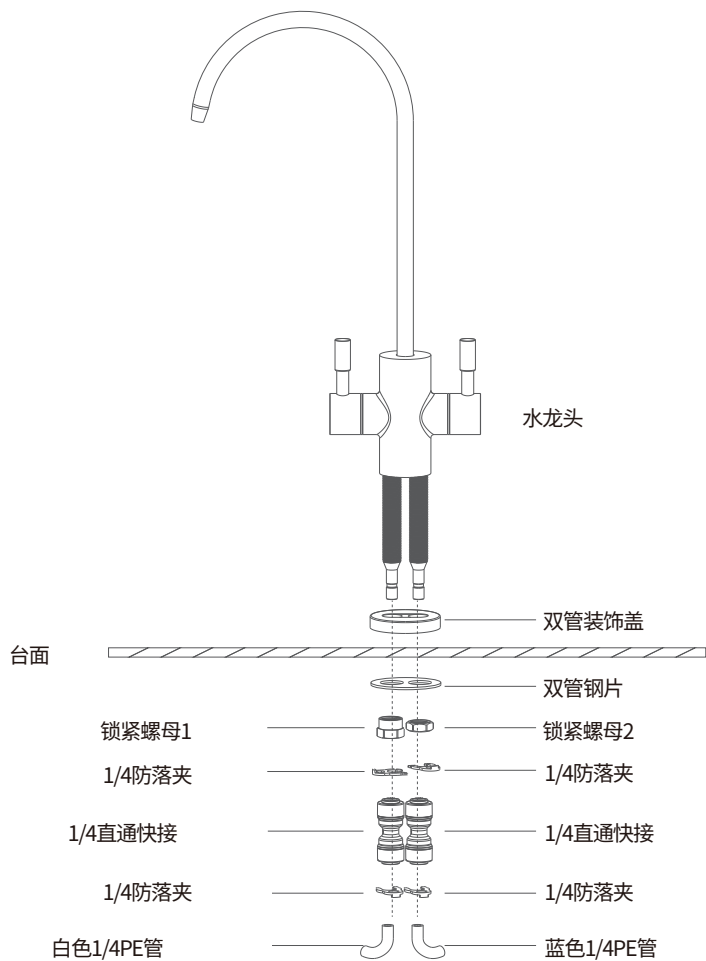 水龙头
双管装饰盖
台面
双管钢片
锁紧螺母1
锁紧螺母2
1/4防落夹
1/4防落夹
1/4直通快接
1/4直通快接
1/4防落夹
1/4防落夹
白色1/4PE管
蓝色1/4PE管